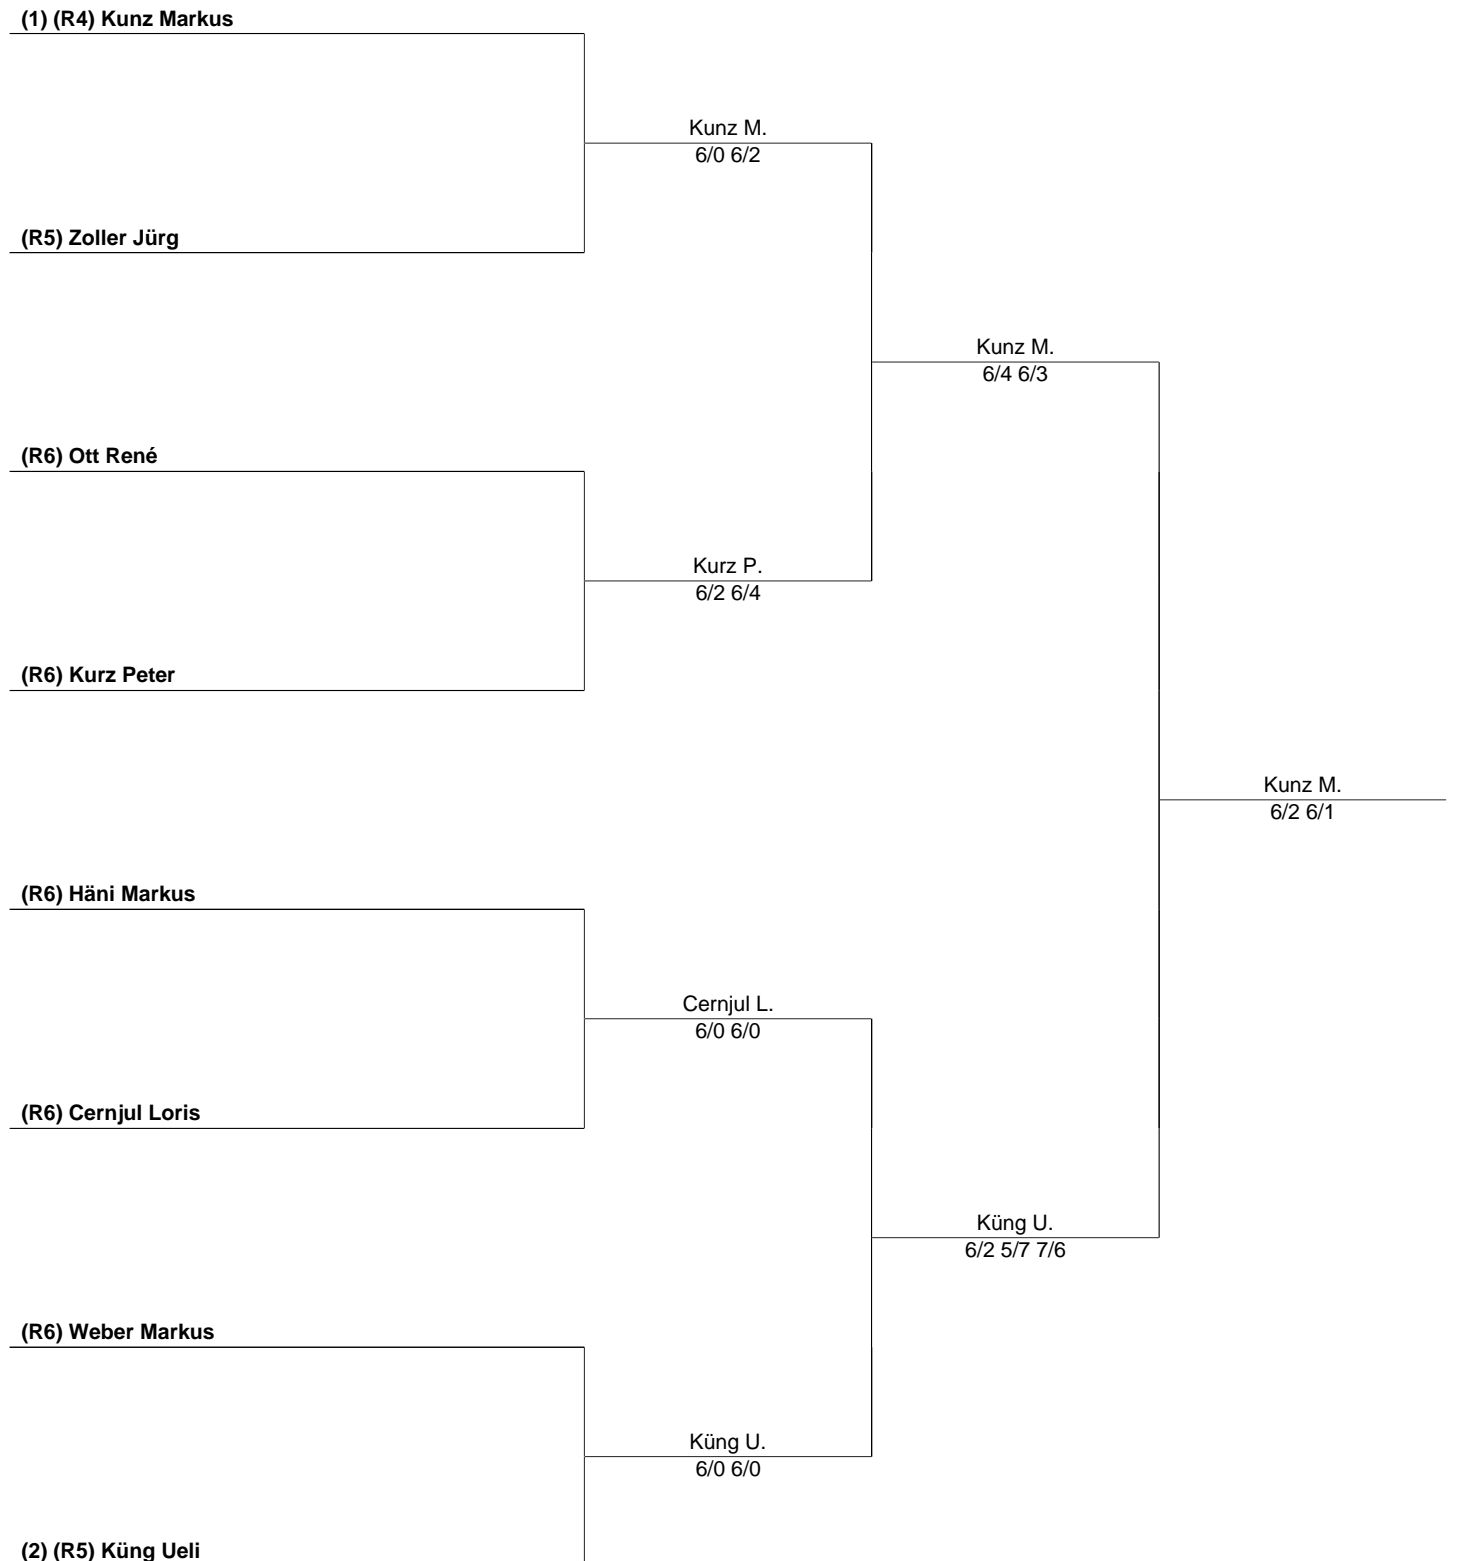 (1) (R4) Kunz Markus
Kunz M.
6/0 6/2
(R5) Zoller Jürg
Kunz M.
6/4 6/3
(R6) Ott René
Kurz P.
6/2 6/4
(R6) Kurz Peter
Kunz M.
6/2 6/1
(R6) Häni Markus
Cernjul L.
6/0 6/0
(R6) Cernjul Loris
Küng U.
6/2 5/7 7/6
(R6) Weber Markus
Küng U.
6/0 6/0
(2) (R5) Küng Ueli